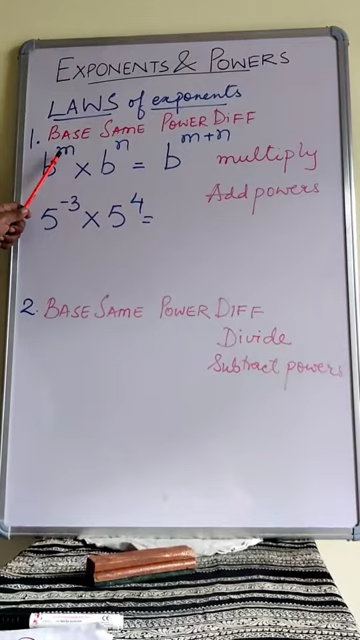 EXPONENTS & POWERS
LAWS of exponents
1. BASE SAME POWER DIFF
b^m × b^n = b^m+n multiply
Add powers
5^-3 × 5^4 =
2. BASE SAME POWER DIFF
Divide
Subtract powers